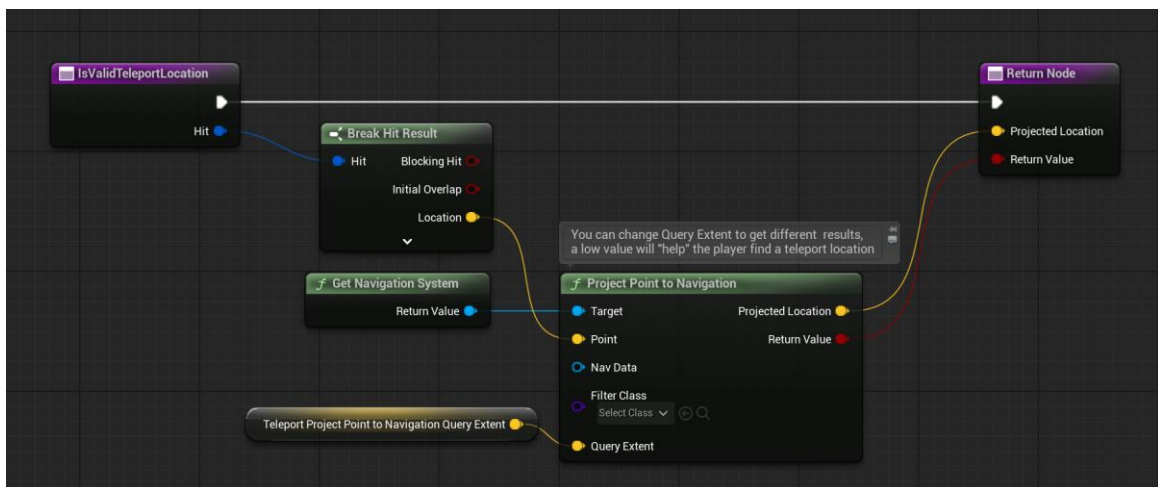 IsValidTeleportLocation
Hit
Break Hit Result
Hit
Blocking Hit
Initial Overlap
Location
Get Navigation System
Return Value
Teleport Project Point to Navigation Query Extent
You can change Query Extent to get different results,
a low value will "help" the player find a teleport location
Project Point to Navigation
Target
Projected Location
Point
Return Value
Nav Data
Filter Class
Select Class
Query Extent
Return Node
Projected Location
Return Value